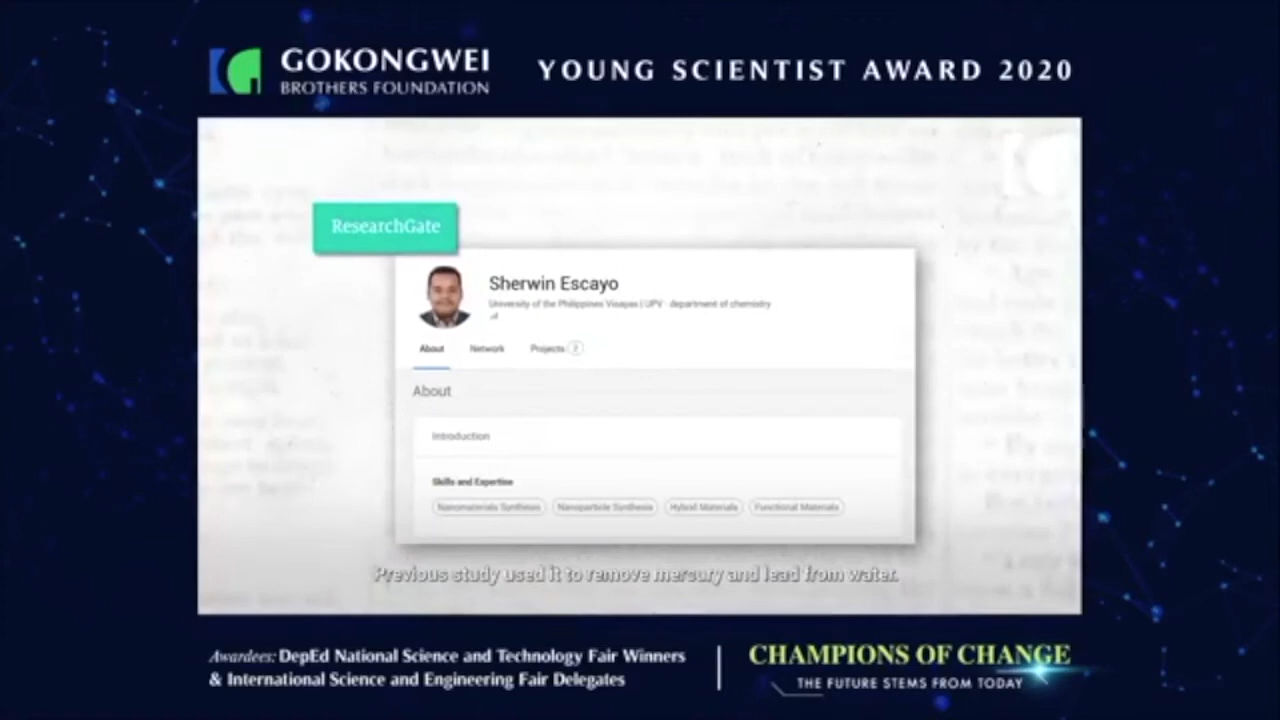 GOKONGWEI
BROTHERS FOUNDATION
YOUNG SCIENTIST AWARD 2020
ResearchGate
Sherwin Escayo
University of the Philippines Visayas | UPV · department of chemistry
About Network Projects 2
About
Introduction
Skills and Expertise
Nanomaterials Synthesis Nanoparticle Synthesis Hybrid Materials Functional Materials
Previous study used it to remove mercury and lead from water.
Awardees: DepEd National Science and Technology Fair Winners
& International Science and Engineering Fair Delegates
CHAMPIONS OF CHANGE
THE FUTURE STEMS FROM TODAY